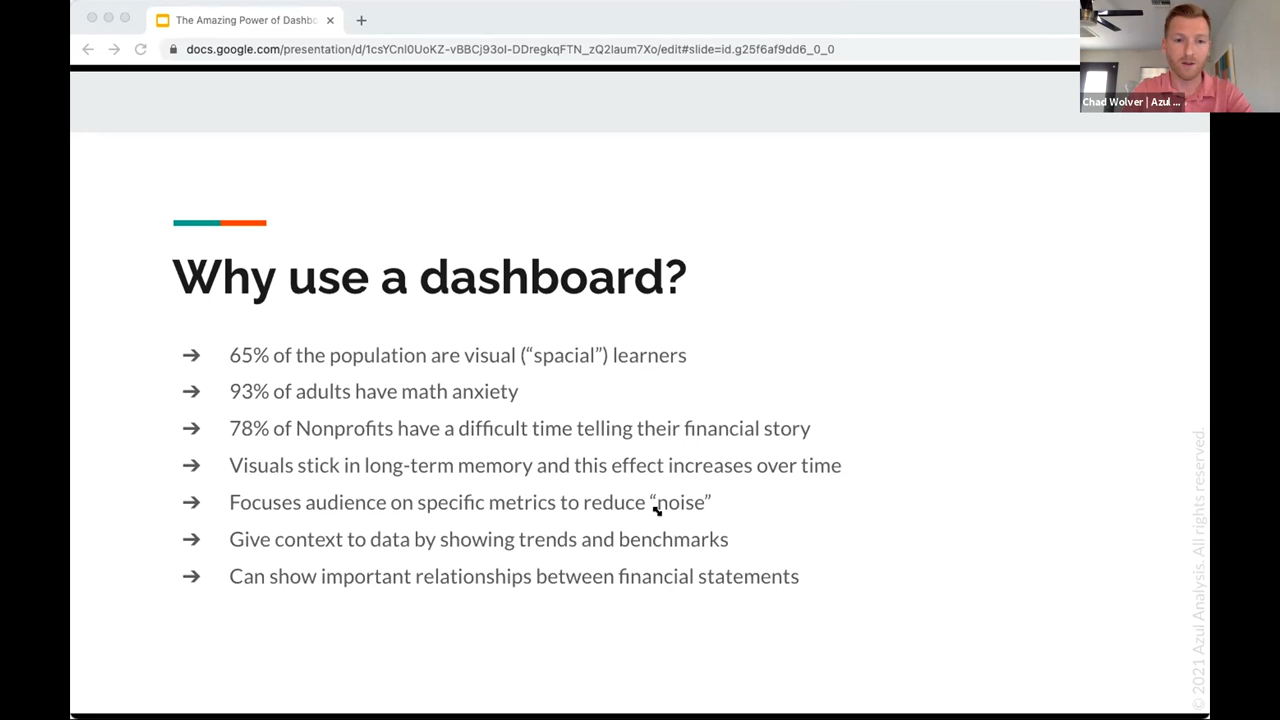 The Amazing Power of Dashbo
docs.google.com/presentation/d/1csYCnl0UoKZ-vBBCj93oI-DDregkqFTN_zQ2laum7Xo/edit#slide=id.g25f6af9dd6_0_0
Chad Wolver | Azul ...
Why use a dashboard?
➔ 65% of the population are visual (“spacial”) learners
➔ 93% of adults have math anxiety
➔ 78% of Nonprofits have a difficult time telling their financial story
➔ Visuals stick in long-term memory and this effect increases over time
➔ Focuses audience on specific metrics to reduce “noise”
➔ Give context to data by showing trends and benchmarks
➔ Can show important relationships between financial statements
© 2021 Azul Analysis. All rights reserved.